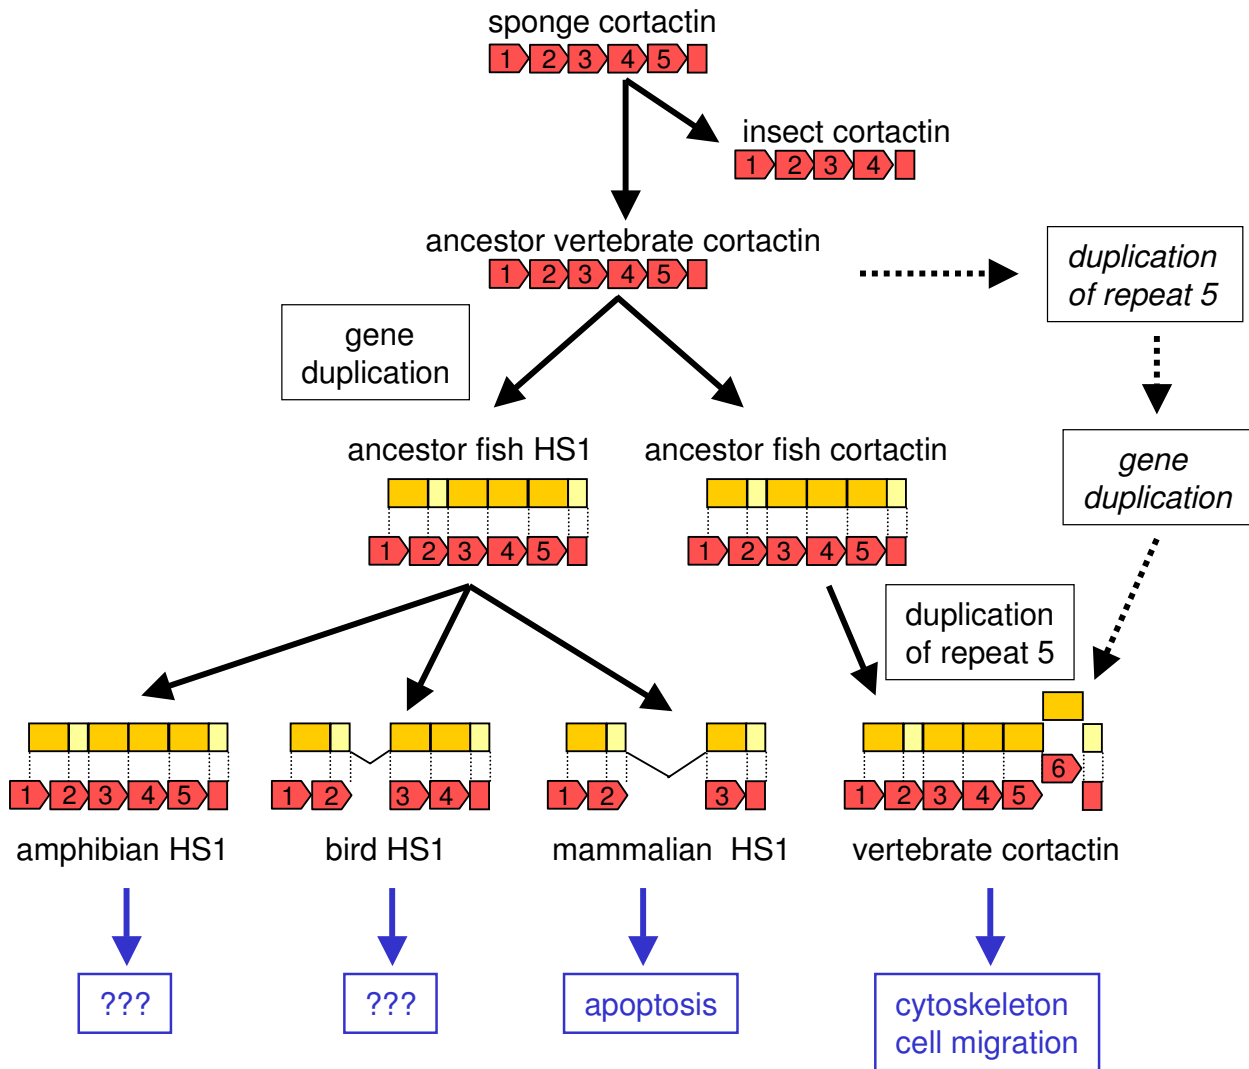 sponge cortactin
1 2 3 4 5
insect cortactin
1 2 3 4
ancestor vertebrate cortactin
1 2 3 4 5
duplication
of repeat 5
gene
duplication
ancestor fish HS1
1 2 3 4 5
ancestor fish cortactin
1 2 3 4 5
gene
duplication
duplication
of repeat 5
1 2 3 4 5
amphibian HS1
1 2 3 4
bird HS1
1 2 3
mammalian HS1
6
1 2 3 4 5
vertebrate cortactin
???
???
apoptosis
cytoskeleton
cell migration